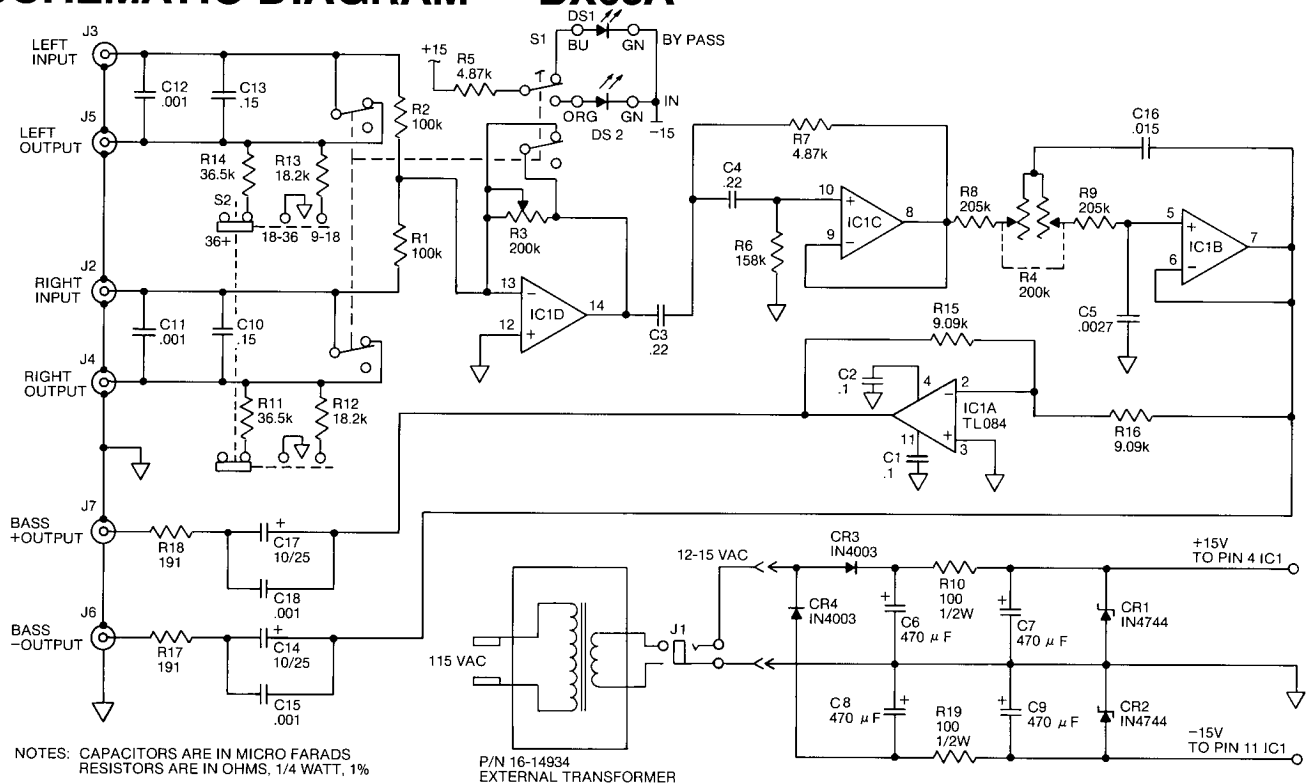 SCHEMATIC DIAGRAM
J3
LEFT
INPUT
C12
.001
C13
.15
J5
LEFT
OUTPUT
R14
36.5k
R13
18.2k
S2
36+
18-36
9-18
R2
100k
R1
100k
+15
R5
4.87k
S1
DS1
BU
GN
BY PASS
ORG
GN
IN
DS 2
-15
R3
200k
13
12
14
IC1D
C3
.22
C4
.22
R7
4.87k
R6
158k
10
9
8
IC1C
R8
205k
R4
200k
R9
205k
C16
.015
C5
.0027
5
6
7
IC1B
J2
RIGHT
INPUT
C11
.001
C10
.15
J4
RIGHT
OUTPUT
R11
36.5k
R12
18.2k
R15
9.09k
C2
.1
4
2
IC1A
TL084
11
3
C1
.1
R16
9.09k
J7
BASS
+OUTPUT
R18
191
+
C17
10/25
C18
.001
J6
BASS
-OUTPUT
R17
191
+
C14
10/25
C15
.001
115 VAC
P/N 16-14934
EXTERNAL TRANSFORMER
J1
12-15 VAC
CR3
IN4003
CR4
IN4003
+
C6
470 μF
R10
100
1/2W
+
C7
470 μF
CR1
IN4744
+15V
TO PIN 4 IC1
C8
470 μF
+
R19
100
1/2W
+
C9
470 μF
CR2
IN4744
-15V
TO PIN 11 IC1
NOTES: CAPACITORS ARE IN MICRO FARADS
RESISTORS ARE IN OHMS, 1/4 WATT, 1%